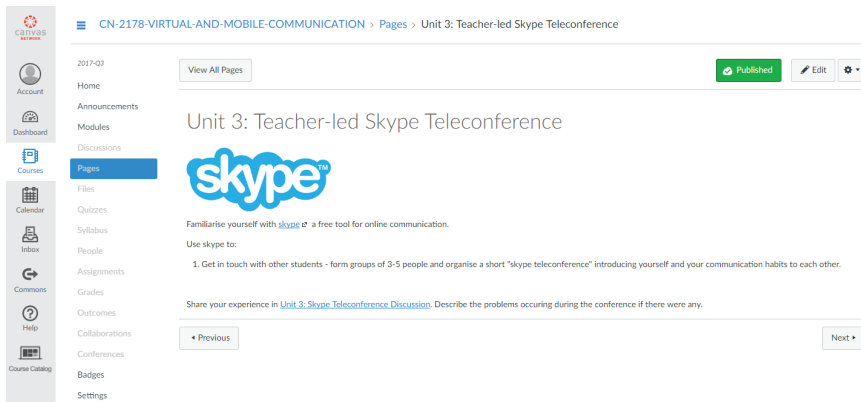 canvas
NETWORK
CN-2178-VIRTUAL-AND-MOBILE-COMMUNICATION > Pages > Unit 3: Teacher-led Skype Teleconference
Account
Dashboard
Courses
Calendar
Inbox
Commons
Help
Course Catalog
2017-Q3
Home
Announcements
Modules
Discussions
Pages
Files
Quizzes
Syllabus
People
Assignments
Grades
Outcomes
Collaborations
Conferences
Badges
Settings
View All Pages
Published
Edit
Unit 3: Teacher-led Skype Teleconference
skype™
Familiarise yourself with skype a free tool for online communication.
Use skype to:
1. Get in touch with other students - form groups of 3-5 people and organise a short "skype teleconference" introducing yourself and your communication habits to each other.
Share your experience in Unit 3: Skype Teleconference Discussion. Describe the problems occuring during the conference if there were any.
Previous
Next